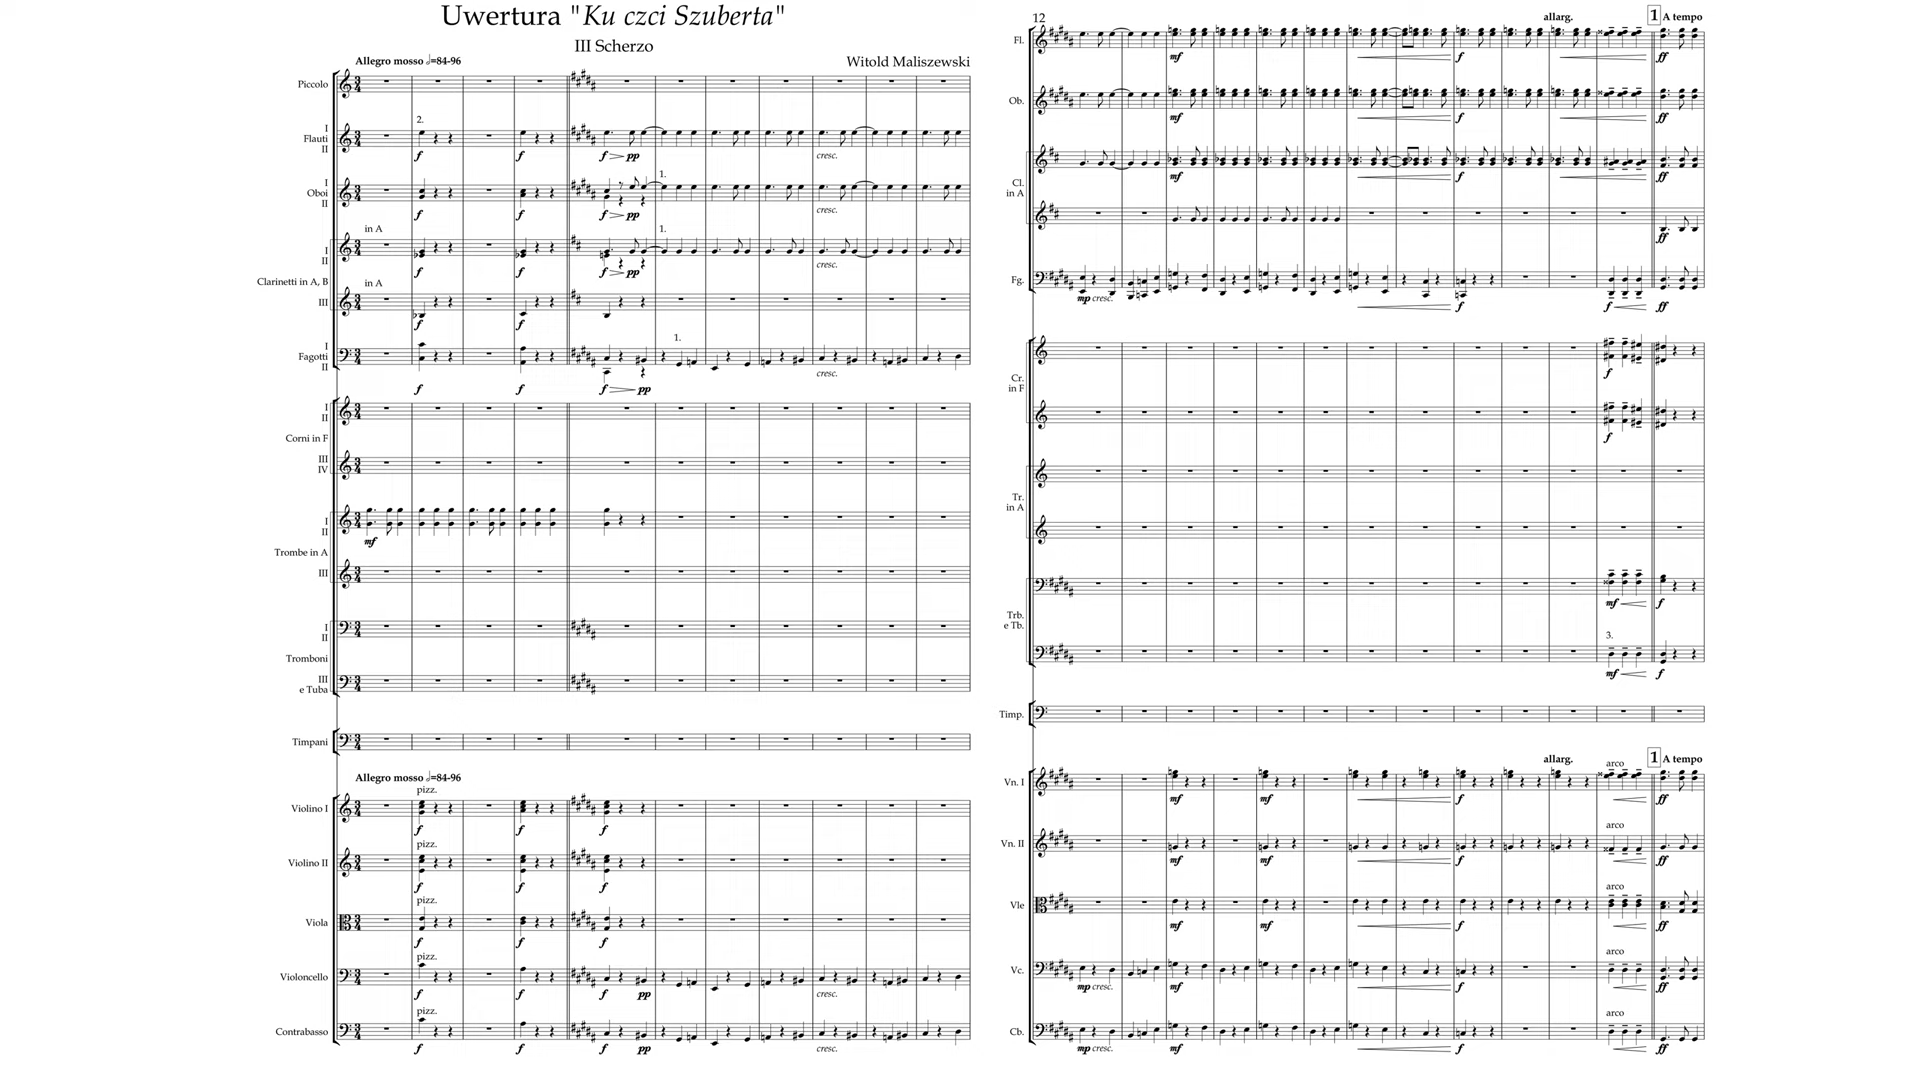 Uwertura "Ku czci Szuberta"
III Scherzo
Witold Maliszewski
Allegro mosso 𝅗𝅥=84-96
Piccolo
I
Flauti
II
2.
f
f
f
pp
cresc.
I
Oboi
II
f
f
f
pp
1.
cresc.
in A
I
II
f
f
f
pp
1.
cresc.
Clarinetti in A, B
in A
III
f
f
I
Fagotti
II
f
f
f
pp
1.
cresc.
I
II
Corni in F
III
IV
I
II
mf
Trombe in A
III
I
II
Tromboni
III
e Tuba
Timpani
Allegro mosso 𝅗𝅥=84-96
Violino I
pizz.
f
f
f
Violino II
pizz.
f
f
f
Viola
pizz.
f
f
f
Violoncello
pizz.
f
f
f
pp
cresc.
Contrabasso
pizz.
f
f
f
pp
cresc.
12
allarg.
1 A tempo
Fl.
mf
f
ff
Ob.
mf
f
ff
mf
f
ff
Cl.
in A
ff
Fg.
mp cresc.
f
f
ff
f
Cr.
in F
f
Tr.
in A
mf
f
Trb.
e Tb.
3.
mf
f
Timp.
allarg.
1 A tempo
Vn. I
arco
mf
mf
f
ff
Vn. II
arco
mf
mf
f
ff
Vle
arco
mf
mf
f
ff
Vc.
arco
mp cresc.
mf
f
ff
Cb.
arco
mp cresc.
mf
f
ff